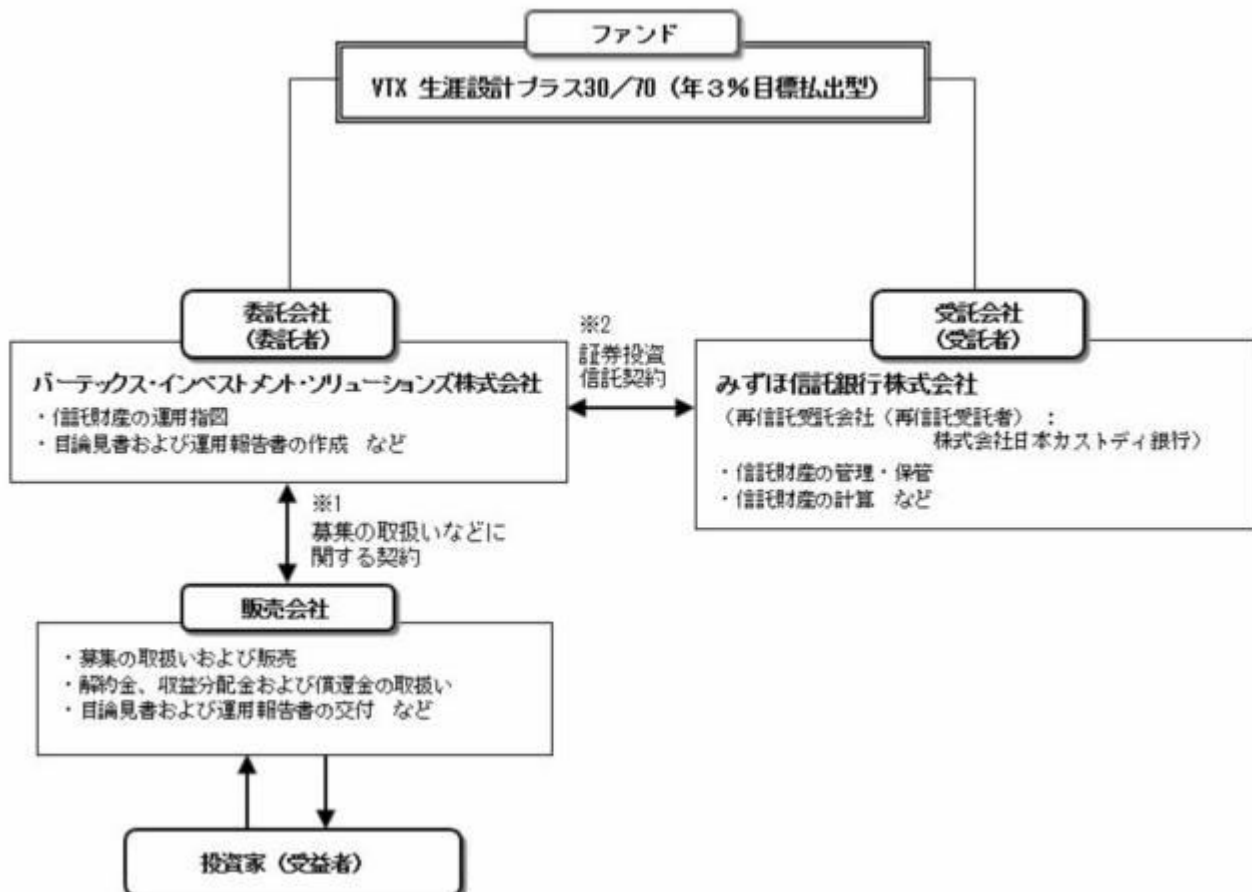 ファンド
VTX 生涯設計プラス30／70（年３％目標払出型）
委託会社
（委託者）
バーテックス・インベストメント・ソリューションズ株式会社
・信託財産の運用指図
・目論見書および運用報告書の作成　など
※2
証券投資
信託契約
受託会社
（受託者）
みずほ信託銀行株式会社
（再信託受託会社（再信託受託者）：
株式会社日本カストディ銀行）
・信託財産の管理・保管
・信託財産の計算　など
※1
募集の取扱いなどに
関する契約
販売会社
・募集の取扱いおよび販売
・解約金、収益分配金および償還金の取扱い
・目論見書および運用報告書の交付　など
投資家（受益者）